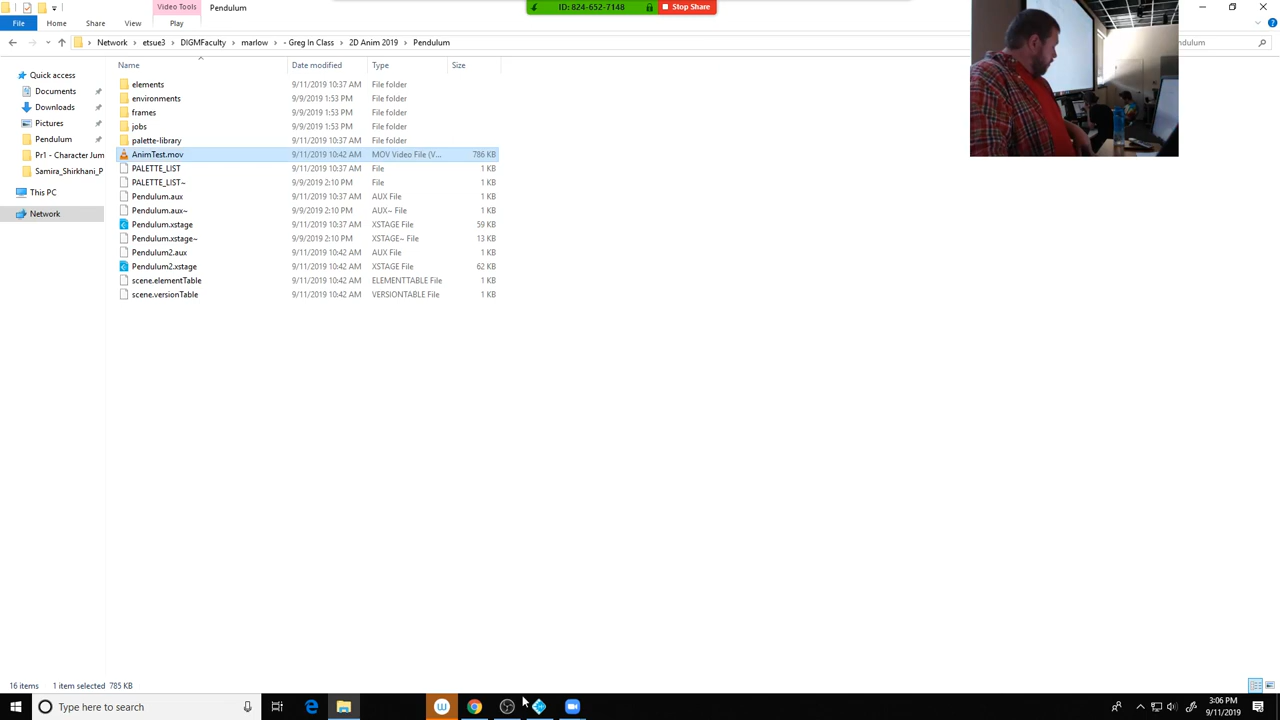 Video Tools Pendulum ID: 824-652-7148 Stop Share
File Home Share View Play
Network etsue3 DIGMFaculty marlow - Greg In Class 2D Anim 2019 Pendulum
Name Date modified Type Size
Quick access
Documents
Downloads
Pictures
Pendulum
Pr1 - Character Jum
Samira_Shirkhani_P
This PC
Network
elements 9/11/2019 10:37 AM File folder
environments 9/9/2019 1:53 PM File folder
frames 9/9/2019 1:53 PM File folder
jobs 9/9/2019 1:53 PM File folder
palette-library 9/11/2019 10:37 AM File folder
AnimTest.mov 9/11/2019 10:42 AM MOV Video File (V... 786 KB
PALETTE_LIST 9/11/2019 10:37 AM File 1 KB
PALETTE_LIST~ 9/9/2019 2:10 PM File 1 KB
Pendulum.aux 9/11/2019 10:37 AM AUX File 1 KB
Pendulum.aux~ 9/9/2019 2:10 PM AUX~ File 1 KB
Pendulum.xstage 9/11/2019 10:37 AM XSTAGE File 59 KB
Pendulum.xstage~ 9/9/2019 2:10 PM XSTAGE~ File 13 KB
Pendulum2.aux 9/11/2019 10:42 AM AUX File 1 KB
Pendulum2.xstage 9/11/2019 10:42 AM XSTAGE File 62 KB
scene.elementTable 9/11/2019 10:42 AM ELEMENTTABLE File 1 KB
scene.versionTable 9/11/2019 10:42 AM VERSIONTABLE File 1 KB
16 items 1 item selected 785 KB
Type here to search
3:06 PM
9/11/2019